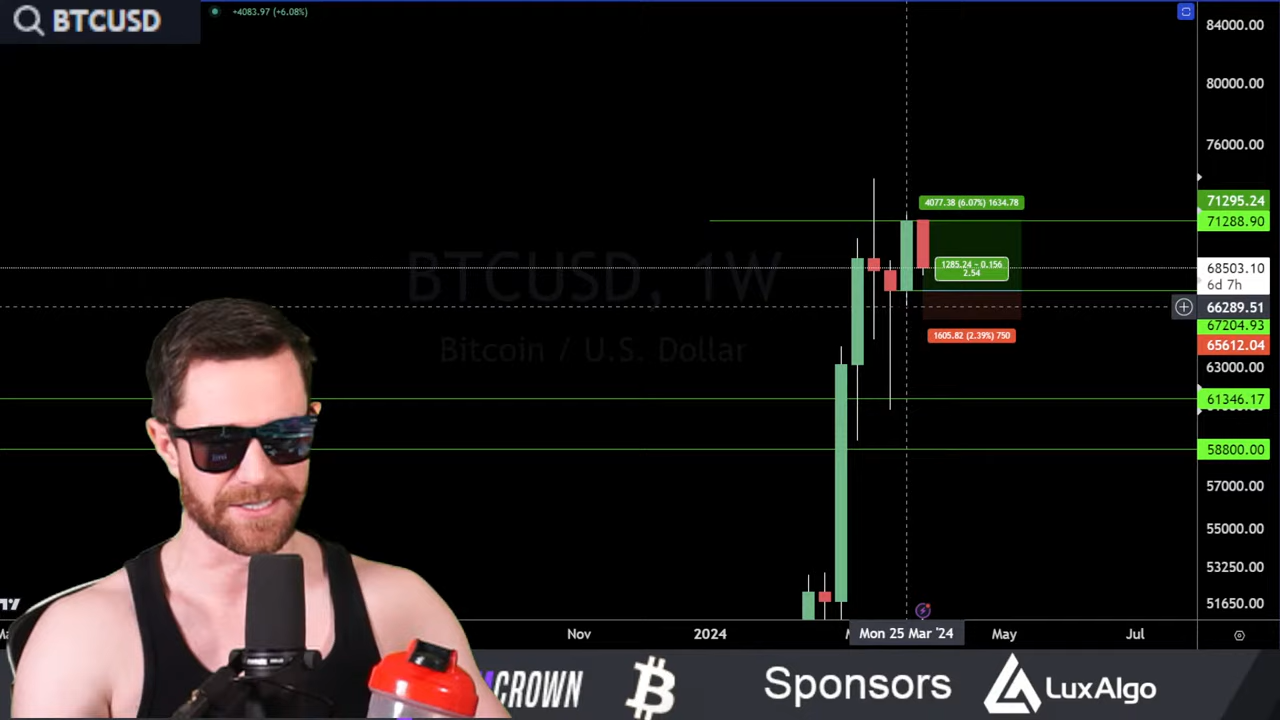 BTCUSD
+4083.97 (+6.08%)
84000.00
80000.00
76000.00
4077.38 (6.07%) 1634.78
71295.24
71288.90
BTCUSD, 1W
1285.24 ~ 0.156
2.54
68503.10
6d 7h
66289.51
67204.93
1605.82 (2.39%) 750
65612.04
Bitcoin / U.S. Dollar
63000.00
61346.17
58800.00
57000.00
55000.00
53250.00
51650.00
Nov
2024
Mon 25 Mar '24
May
Jul
CROWN
Sponsors
LuxAlgo